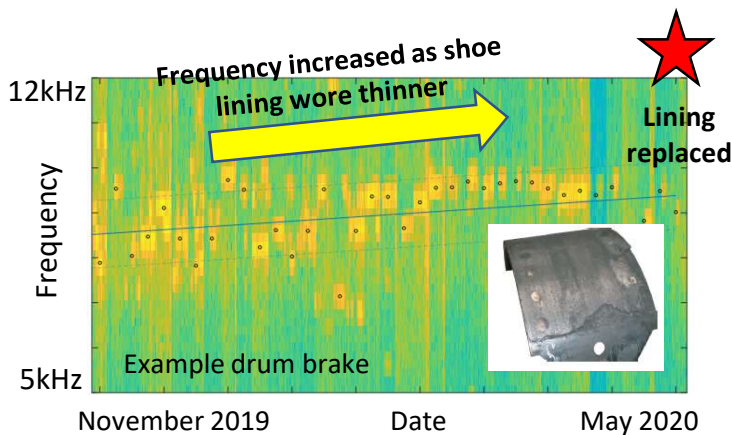 Frequency increased as shoe
lining wore thinner
12kHz
Lining
replaced
Frequency
Example drum brake
5kHz
November 2019
Date
May 2020